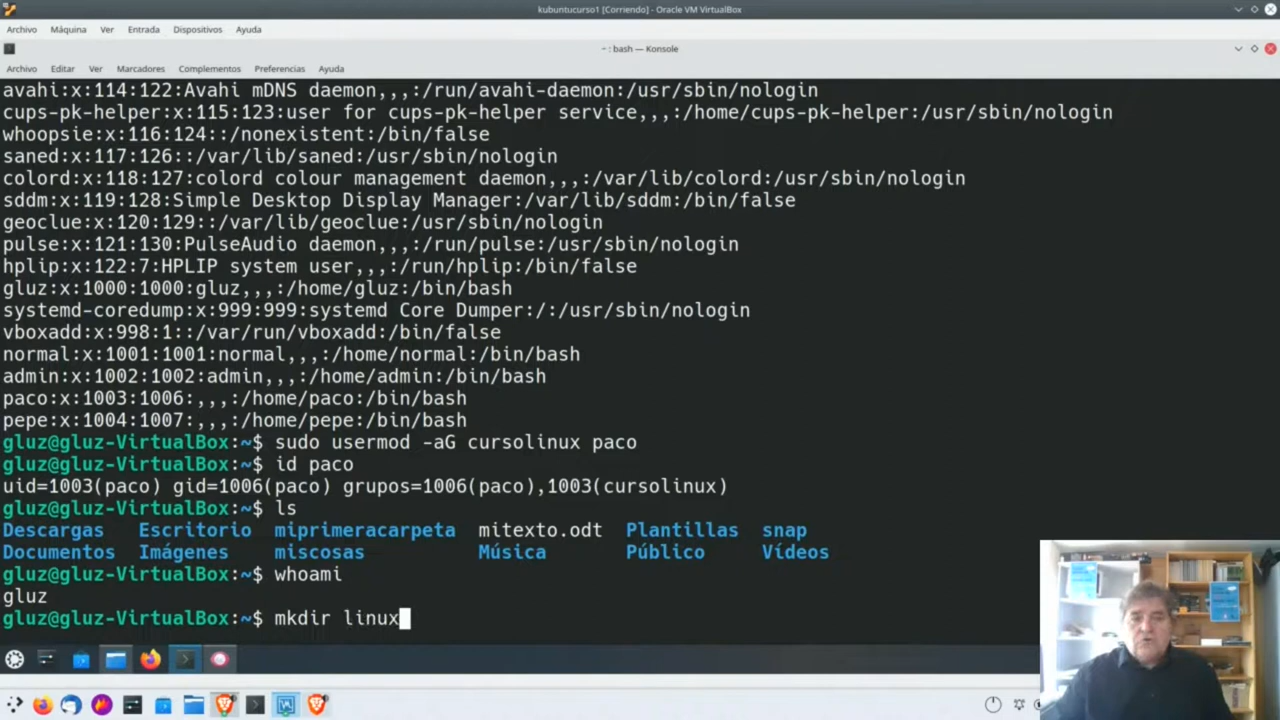 kubuntucurso1 [Corriendo] - Oracle VM VirtualBox
Archivo Máquina Ver Entrada Dispositivos Ayuda
~ : bash — Konsole
Archivo Editar Ver Marcadores Complementos Preferencias Ayuda
avahi:x:114:122:Avahi mDNS daemon,,,:/run/avahi-daemon:/usr/sbin/nologin
cups-pk-helper:x:115:123:user for cups-pk-helper service,,,:/home/cups-pk-helper:/usr/sbin/nologin
whoopsie:x:116:124::/nonexistent:/bin/false
saned:x:117:126::/var/lib/saned:/usr/sbin/nologin
colord:x:118:127:colord colour management daemon,,,:/var/lib/colord:/usr/sbin/nologin
sddm:x:119:128:Simple Desktop Display Manager:/var/lib/sddm:/bin/false
geoclue:x:120:129::/var/lib/geoclue:/usr/sbin/nologin
pulse:x:121:130:PulseAudio daemon,,,:/run/pulse:/usr/sbin/nologin
hplip:x:122:7:HPLIP system user,,,:/run/hplip:/bin/false
gluz:x:1000:1000:gluz,,,:/home/gluz:/bin/bash
systemd-coredump:x:999:999:systemd Core Dumper:/:/usr/sbin/nologin
vboxadd:x:998:1::/var/run/vboxadd:/bin/false
normal:x:1001:1001:normal,,,:/home/normal:/bin/bash
admin:x:1002:1002:admin,,,:/home/admin:/bin/bash
paco:x:1003:1006:,,,:/home/paco:/bin/bash
pepe:x:1004:1007:,,,:/home/pepe:/bin/bash
gluz@gluz-VirtualBox:~$ sudo usermod -aG cursolinux paco
gluz@gluz-VirtualBox:~$ id paco
uid=1003(paco) gid=1006(paco) grupos=1006(paco),1003(cursolinux)
gluz@gluz-VirtualBox:~$ ls
Descargas Escritorio miprimeracarpeta mitexto.odt Plantillas snap
Documentos Imágenes miscosas Música Público Vídeos
gluz@gluz-VirtualBox:~$ whoami
gluz
gluz@gluz-VirtualBox:~$ mkdir linux